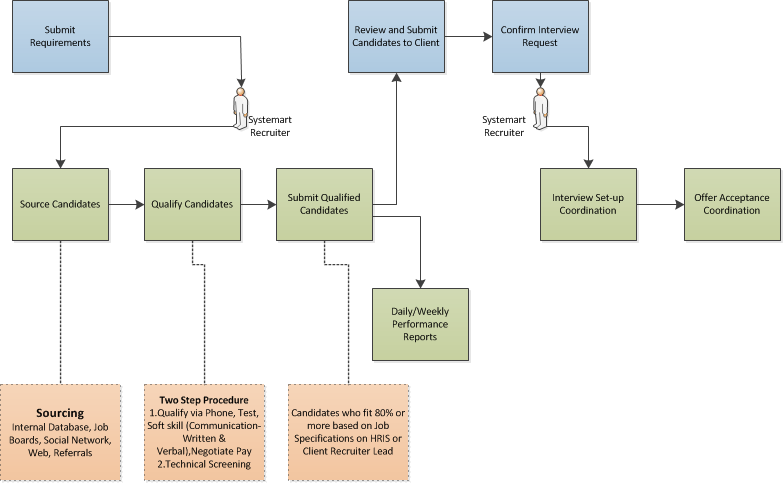 Submit
Requirements
Review and Submit
Candidates to Client
Confirm Interview
Request
Systemart
Recruiter
Systemart
Recruiter
Source Candidates
Qualify Candidates
Submit Qualified
Candidates
Interview Set-up
Coordination
Offer Acceptance
Coordination
Daily/Weekly
Performance
Reports
Sourcing
Internal Database, Job
Boards, Social Network,
Web, Referrals
Two Step Procedure
1.Qualify via Phone, Test,
Soft skill (Communication-
Written &
Verbal),Negotiate Pay
2.Technical Screening
Candidates who fit 80% or
more based on Job
Specifications on HRIS or
Client Recruiter Lead